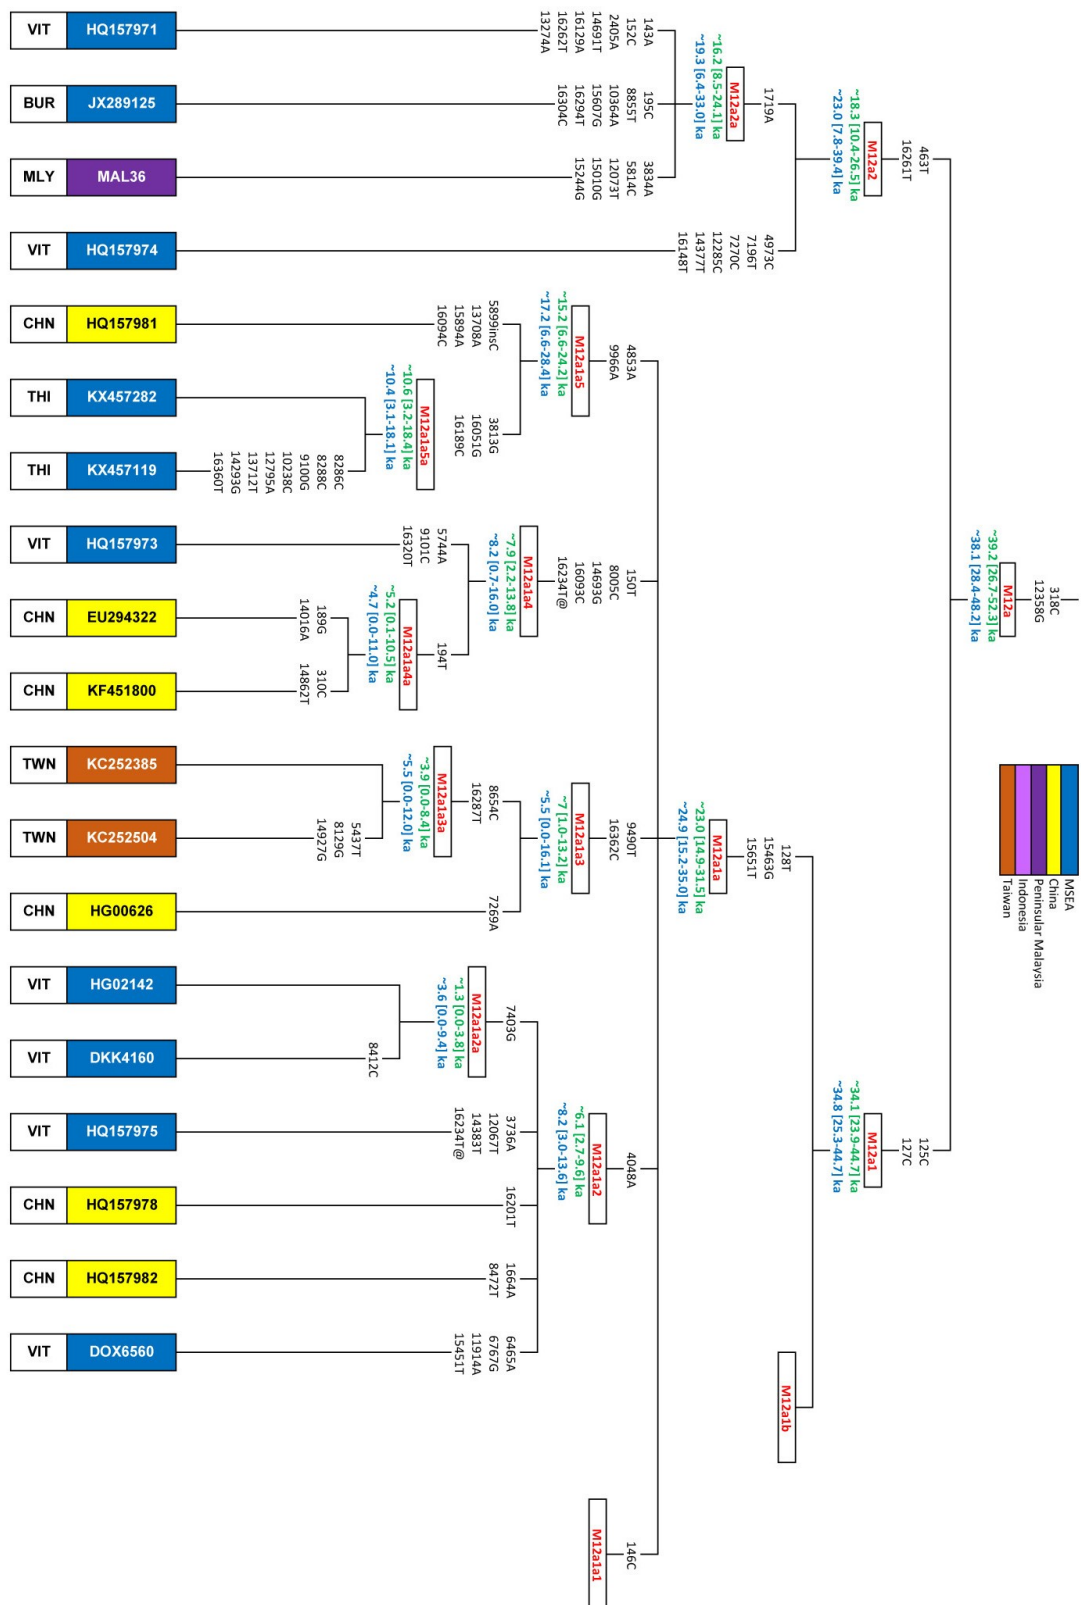 318C
12358G
M12a
~39.2 [26.7-52.3] ka
~38.1 [28.4-48.2] ka
MSEA
China
Peninsular Malaysia
Indonesia
Taiwan
463T
16261T
M12a2
~18.3 [10.4-26.5] ka
~23.0 [7.8-39.4] ka
1719A
M12a2a
~16.2 [8.5-24.1] ka
~19.3 [6.4-33.0] ka
143A
152C
2405A
14691T
16129A
16262T
13274A
HQ157971
VIT
195C
8855T
10364A
15607G
16294T
16304C
JX289125
BUR
3834A
5814C
12073T
15010G
15244G
MAL36
MLY
4973C
7196T
7270C
12285C
14377T
16148T
HQ157974
VIT
125C
127C
M12a1
~34.1 [23.9-44.7] ka
~34.8 [25.3-44.7] ka
128T
15463G
15651T
M12a1a
~23.0 [14.9-31.5] ka
~24.9 [15.2-35.0] ka
4853A
9966A
M12a1a5
~15.2 [6.6-24.2] ka
~17.2 [6.6-28.4] ka
5899insC
13708A
15894A
16094C
HQ157981
CHN
3813G
16051G
16189C
M12a1a5a
~10.6 [3.2-18.4] ka
~10.4 [3.1-18.1] ka
KX457282
THI
8286C
8288C
9100G
10238C
12795A
13712T
14293G
16360T
KX457119
THI
150T
8005C
14693G
16093C
16234T@
M12a1a4
~7.9 [2.2-13.8] ka
~8.2 [0.7-16.0] ka
5744A
9101C
16320T
HQ157973
VIT
194T
M12a1a4a
~5.2 [0.1-10.5] ka
~4.7 [0.0-11.0] ka
189G
14016A
EU294322
CHN
310C
14862T
KF451800
CHN
9490T
16362C
M12a1a3
~7 [1.0-13.2] ka
~5.5 [0.0-16.1] ka
8654C
16287T
M12a1a3a
~3.9 [0.0-8.4] ka
~5.5 [0.0-12.0] ka
KC252385
TWN
5437T
8129G
14927G
KC252504
TWN
7269A
HG00626
CHN
4048A
M12a1a2
~6.1 [2.7-9.6] ka
~8.2 [3.0-13.6] ka
7403G
M12a1a2a
~1.3 [0.0-3.8] ka
~3.6 [0.0-9.4] ka
HG02142
VIT
8412C
DKK4160
VIT
3736A
12067T
14383T
16234T@
HQ157975
VIT
16201T
HQ157978
CHN
1664A
8472T
HQ157982
CHN
6465A
6767G
11914A
15451T
DOX6560
VIT
146C
M12a1a1
M12a1b